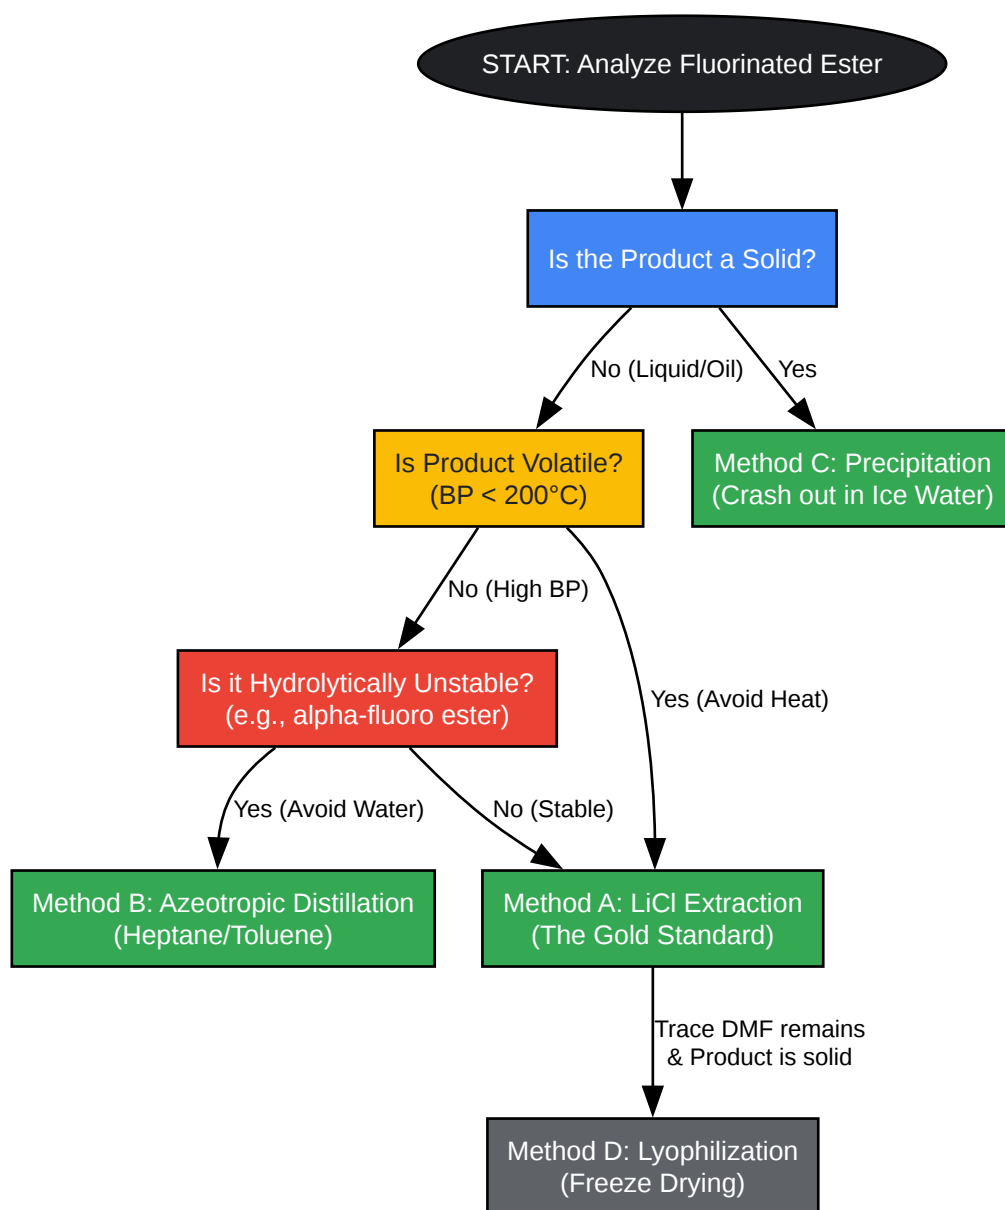 START: Analyze Fluorinated Ester
Is the Product a Solid?
No (Liquid/Oil)
Yes
Is Product Volatile?
(BP < 200°C)
Method C: Precipitation
(Crash out in Ice Water)
No (High BP)
Is it Hydrolytically Unstable?
(e.g., alpha-fluoro ester)
Yes (Avoid Heat)
Yes (Avoid Water)
No (Stable)
Method B: Azeotropic Distillation
(Heptane/Toluene)
Method A: LiCl Extraction
(The Gold Standard)
Trace DMF remains
& Product is solid
Method D: Lyophilization
(Freeze Drying)